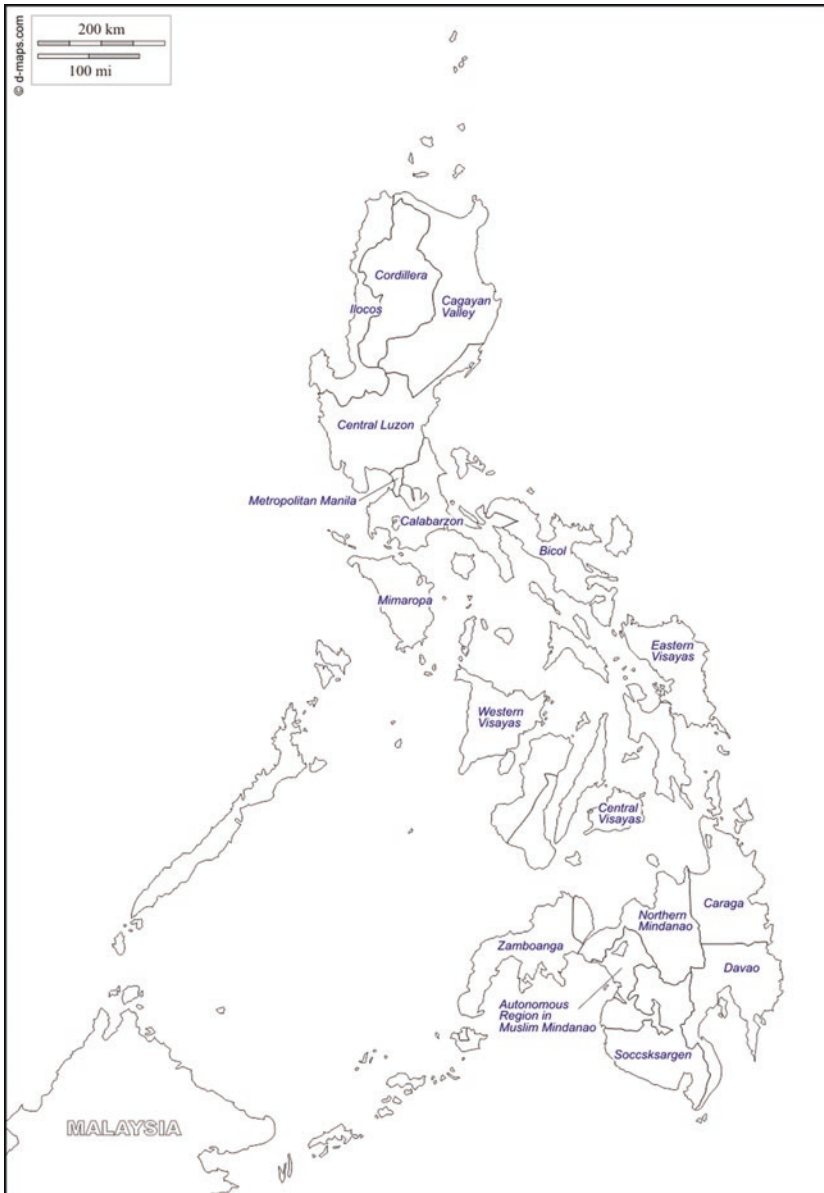 200 km
100 mi
© d-maps.com
Cordillera
Ilocos
Cagayan
Valley
Central Luzon
Metropolitan Manila
Calabarzon
Bicol
Mimaropa
Eastern
Visayas
Western
Visayas
Central
Visayas
Caraga
Northern
Mindanao
Zamboanga
Davao
Autonomous
Region in
Muslim Mindanao
Soccsksargen
MALAYSIA